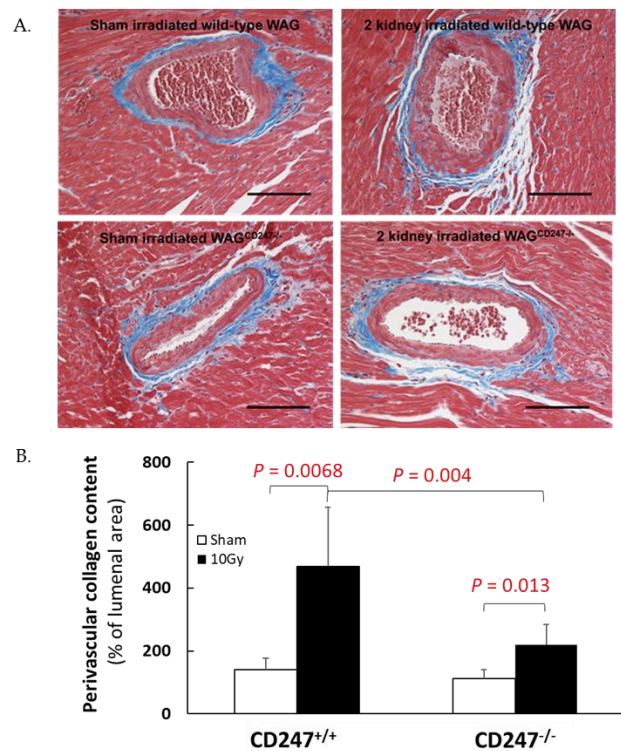 A.
Sham irradiated wild-type WAG
2 kidney irradiated wild-type WAG
Sham irradiated WAGCD247-/-
2 kidney irradiated WAGCD247-/-
B.
Perivascular collagen content
(% of lumenal area)
800
600
400
200
0
Sham
10Gy
P = 0.0068
P = 0.004
P = 0.013
CD247+/+
CD247-/-